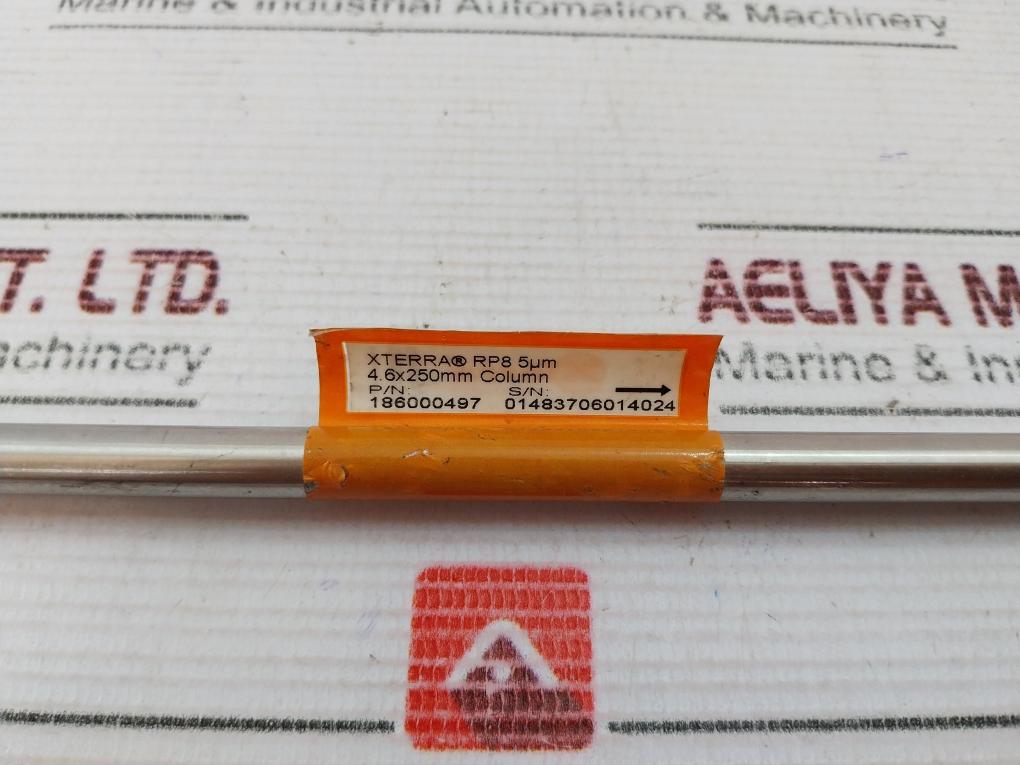 Marine & Industrial Automation & Machinery
T. LTD.
AELIYA M
achinery
Marine & In
XTERRA® RP8 5µm
4.6x250mm Column
P/N: S/N:
186000497 01483706014024